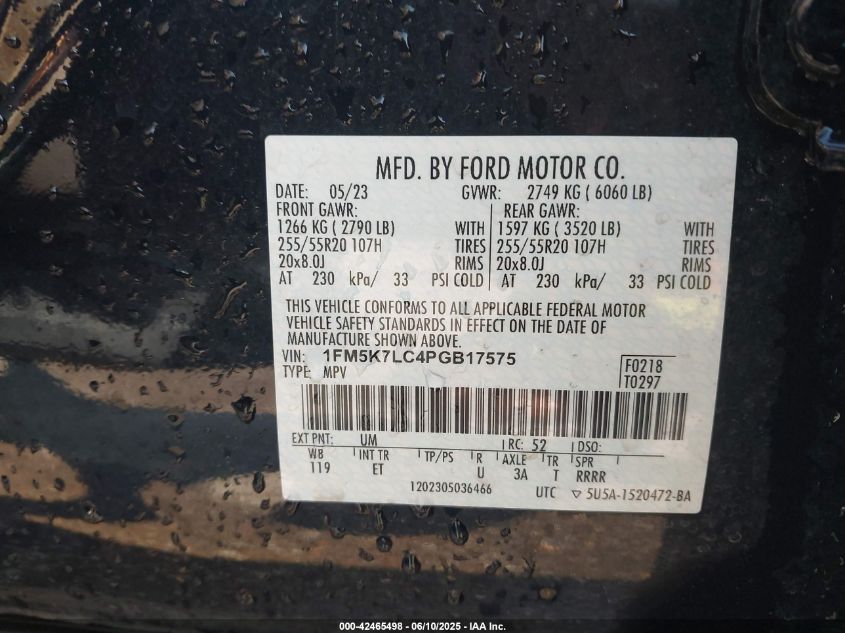 MFD. BY FORD MOTOR CO.
DATE: 05/23 GVWR: 2749 KG ( 6060 LB)
FRONT GAWR: REAR GAWR:
1266 KG ( 2790 LB) WITH 1597 KG ( 3520 LB) WITH
255/55R20 107H TIRES 255/55R20 107H TIRES
20x8.0J RIMS 20x8.0J RIMS
AT 230 kPa/ 33 PSI COLD AT 230 kPa/ 33 PSI COLD
THIS VEHICLE CONFORMS TO ALL APPLICABLE FEDERAL MOTOR
VEHICLE SAFETY STANDARDS IN EFFECT ON THE DATE OF
MANUFACTURE SHOWN ABOVE.
VIN: 1FM5K7LC4PGB17575
TYPE: MPV
F0218
T0297
EXT PNT: UM RC: 52 DSO:
WB INT TR TP/PS R AXLE TR SPR
119 ET U 3A T RRRR
1202305036466 UTC ▽ 5U5A-1520472-BA
000-42465498 - 06/10/2025 - IAA Inc.